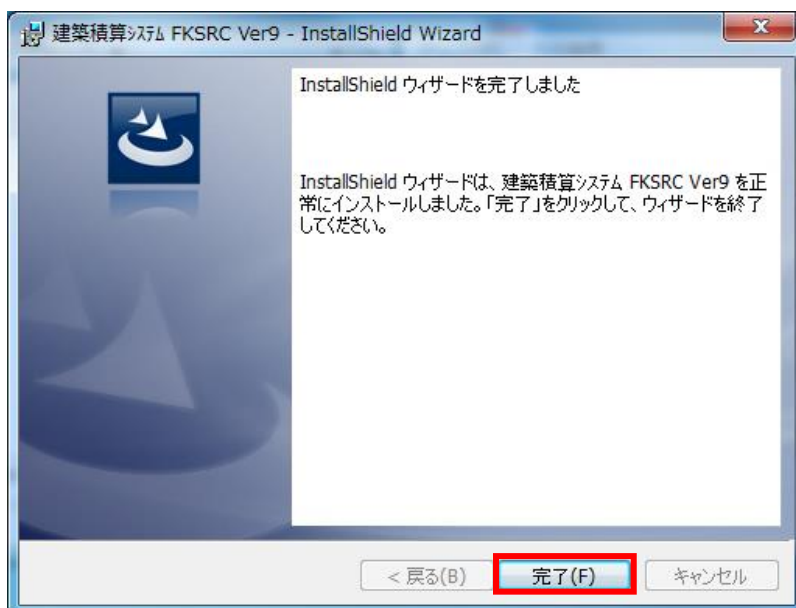 建築積算ｼｽﾃﾑ FKSRC Ver9 - InstallShield Wizard
InstallShield ウィザードを完了しました
InstallShield ウィザードは、建築積算ｼｽﾃﾑ FKSRC Ver9 を正
常にインストールしました。「完了」をクリックして、ウィザードを終了
してください。
< 戻る(B)
完了(F)
キャンセル